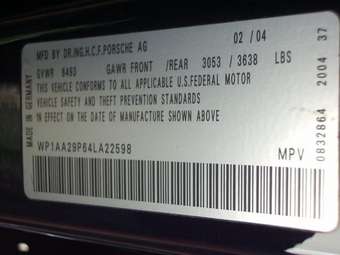 MFD BY DR.ING.H.C.F.PORSCHE AG 02 / 04
GVWR 6493 GAWR FRONT /REAR 3053 / 3638 LBS
THIS VEHICLE CONFORMS TO ALL APPLICABLE U.S.FEDERAL MOTOR
VEHICLE SAFETY AND THEFT PREVENTION STANDARDS
IN EFFECT ON THE DATE OF MANUFACTURE SHOWN ABOVE
WP1AA29P64LA22598 MPV
MADE IN GERMANY
0832864 2004 37